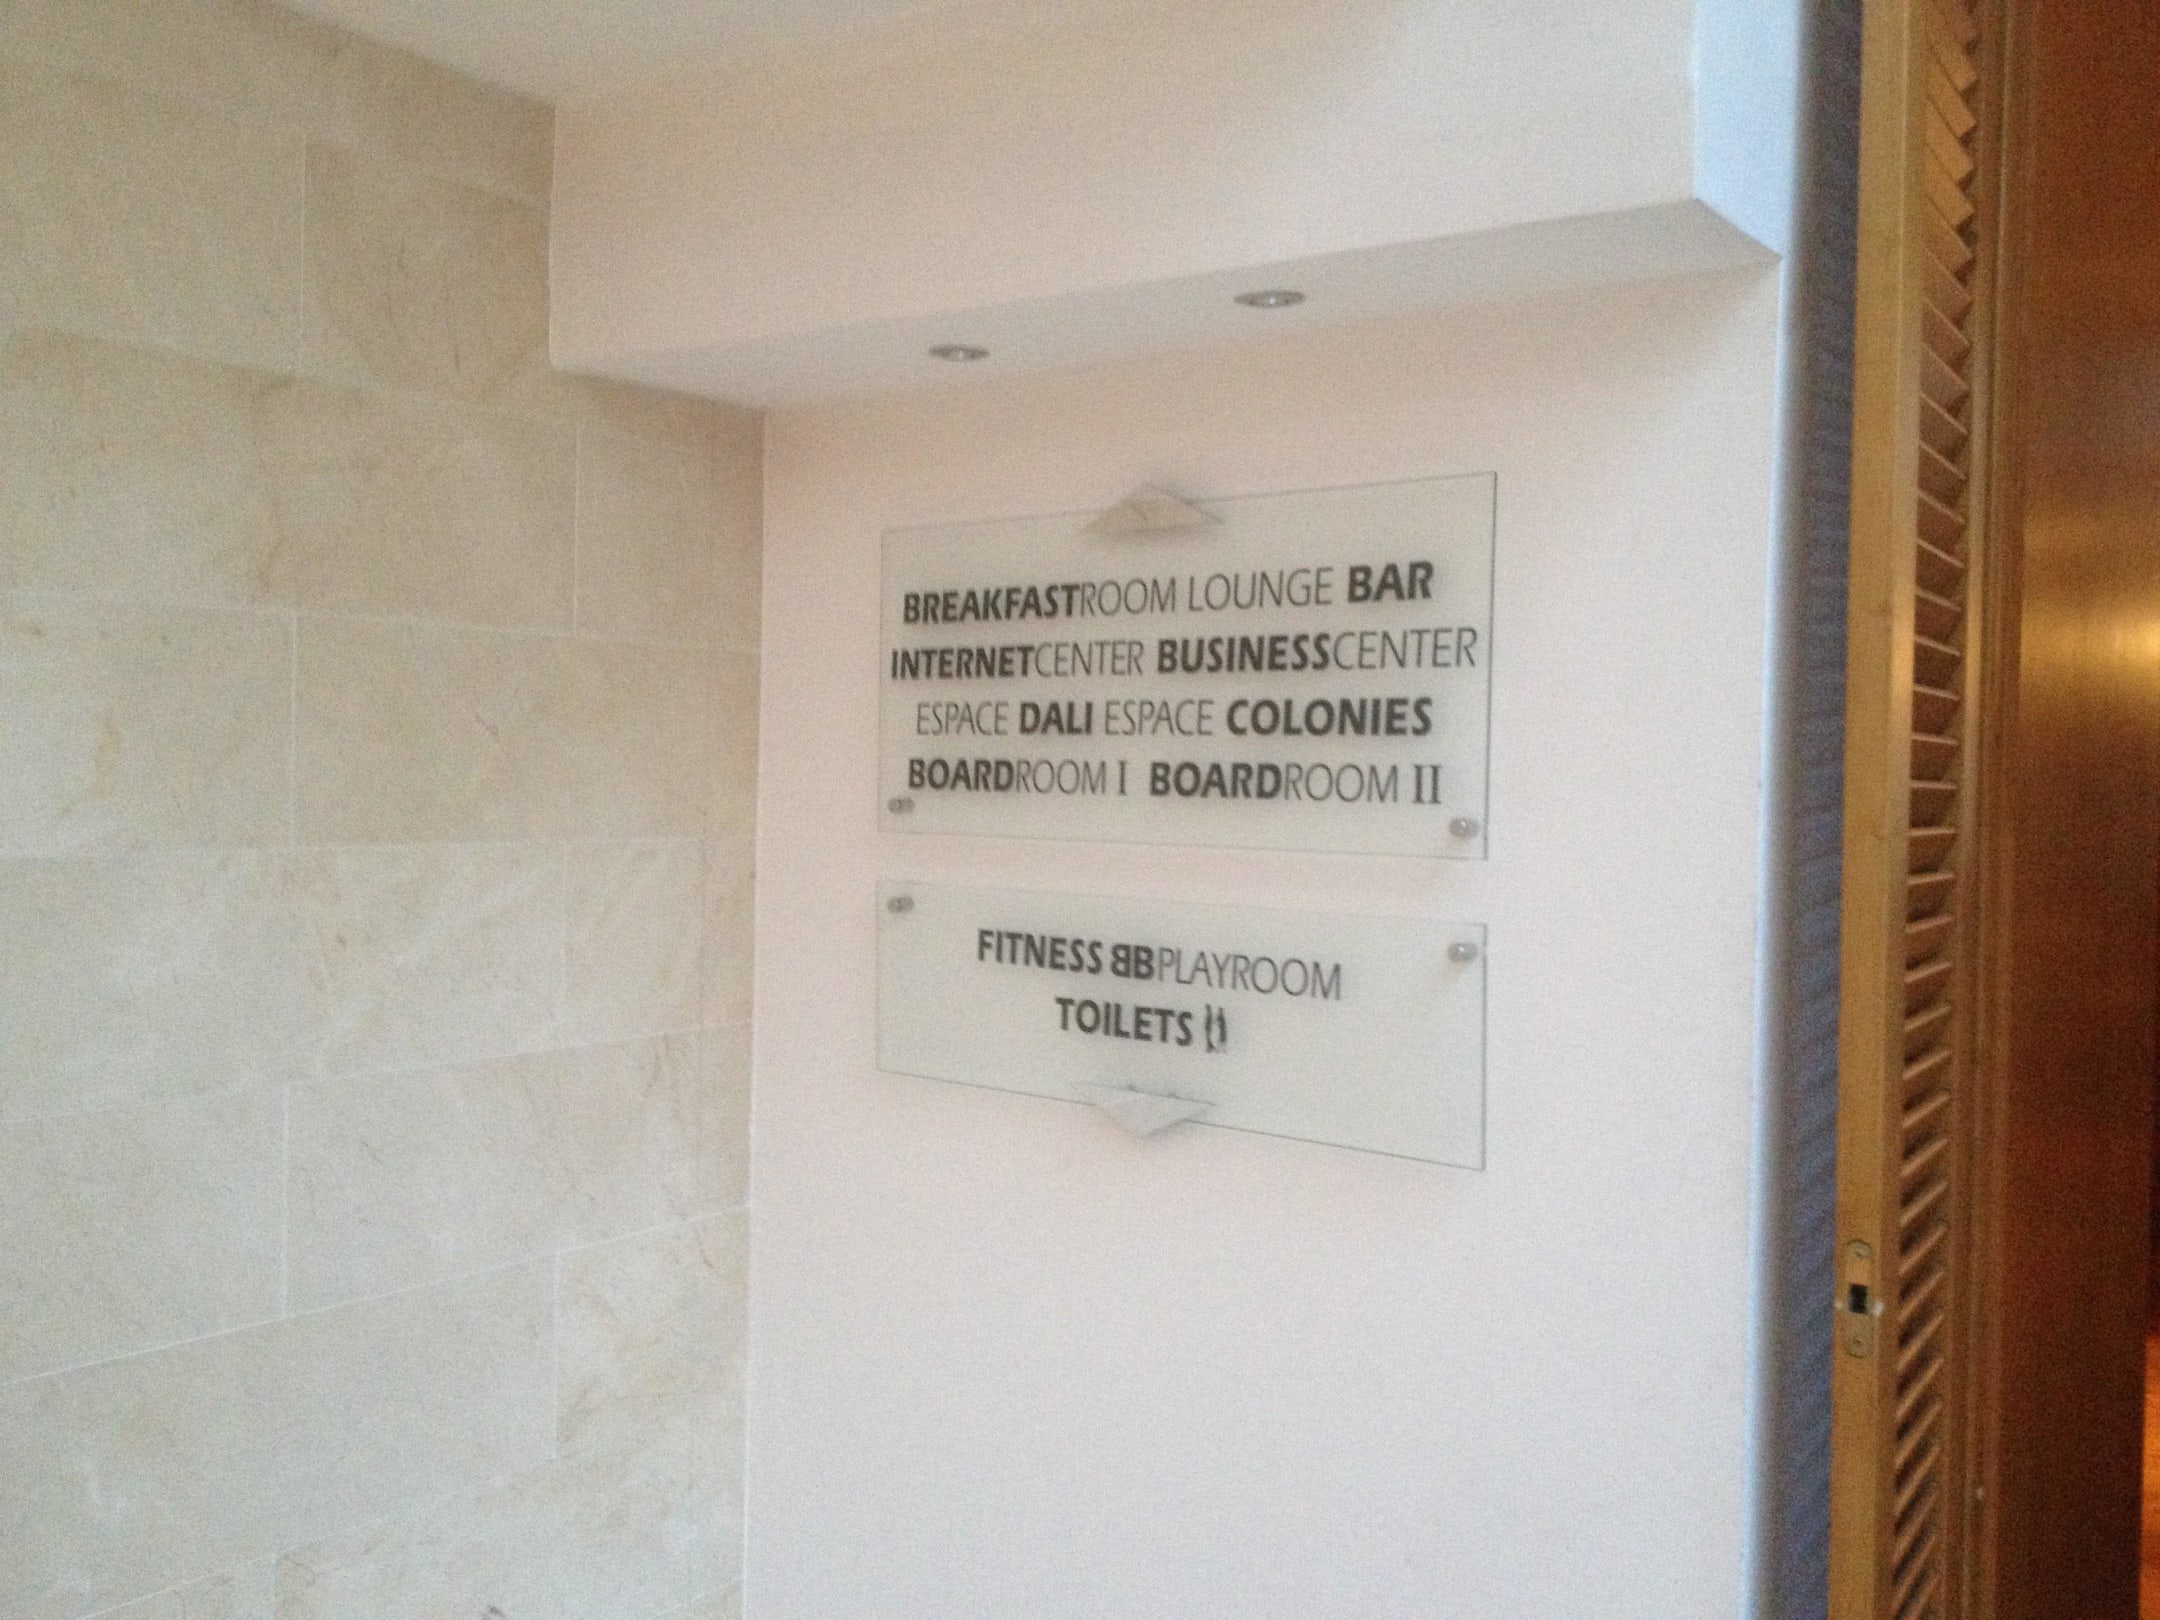 BREAKFASTROOM LOUNGE BAR
INTERNETCENTER BUSINESSCENTER
ESPACE DALI ESPACE COLONIES
BOARDROOM I BOARDROOM II
FITNESS BBPLAYROOM
TOILETS